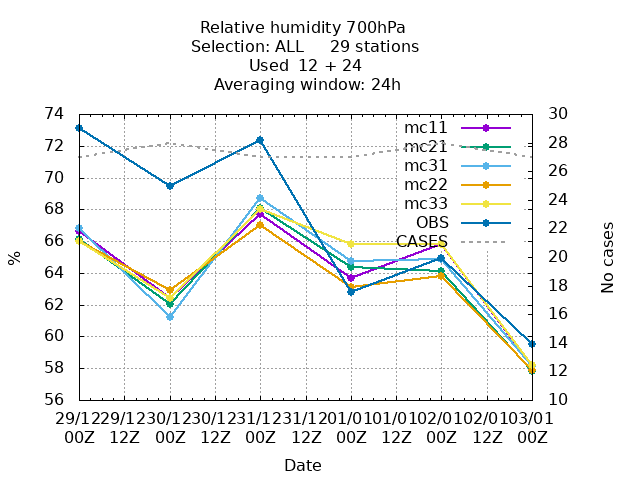 Relative humidity 700hPa
Selection: ALL 29 stations
Used 12 + 24
Averaging window: 24h
74 30
72 28
70 26
68 24
66 22
64 20
62 18
60 16
58 14
56 12
10
%
No cases
mc11
mc21
mc31
mc22
mc33
OBS
CASES
29/12 29/12 30/12 30/12 31/12 31/12 01/01 01/01 02/01 02/01 03/01
00Z 12Z 00Z 12Z 00Z 12Z 00Z 12Z 00Z 12Z 00Z
Date